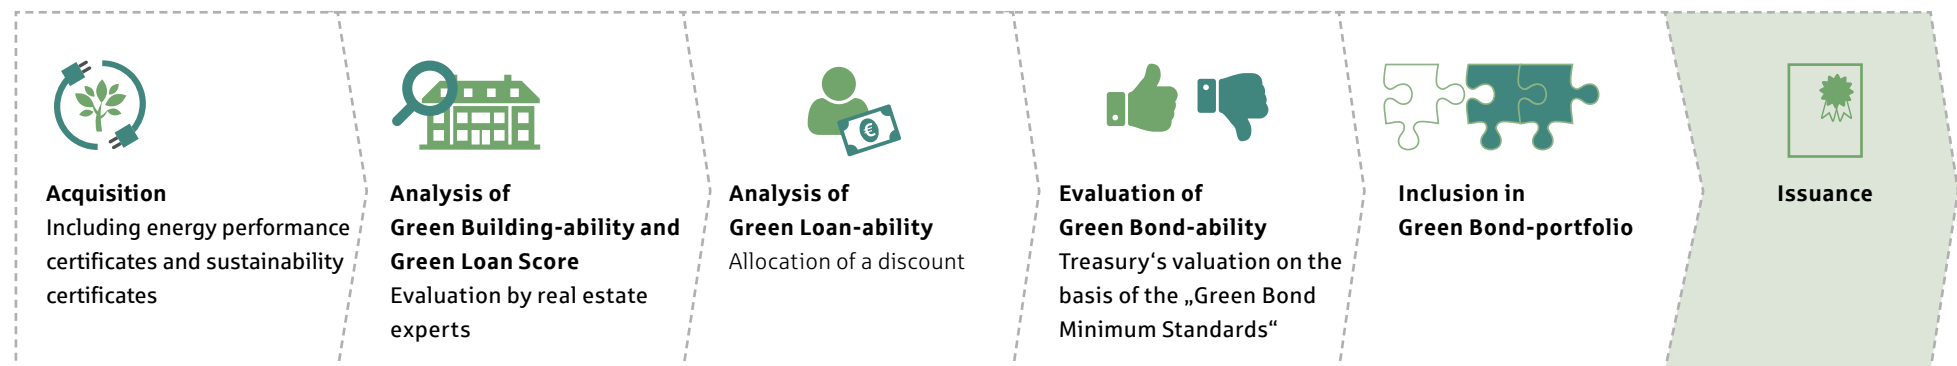 Acquisition
Including energy performance
certificates and sustainability
certificates
Analysis of
Green Building-ability and
Green Loan Score
Evaluation by real estate
experts
€
Analysis of
Green Loan-ability
Allocation of a discount
Evaluation of
Green Bond-ability
Treasury‘s valuation on the
basis of the „Green Bond
Minimum Standards“
Inclusion in
Green Bond-portfolio
Issuance